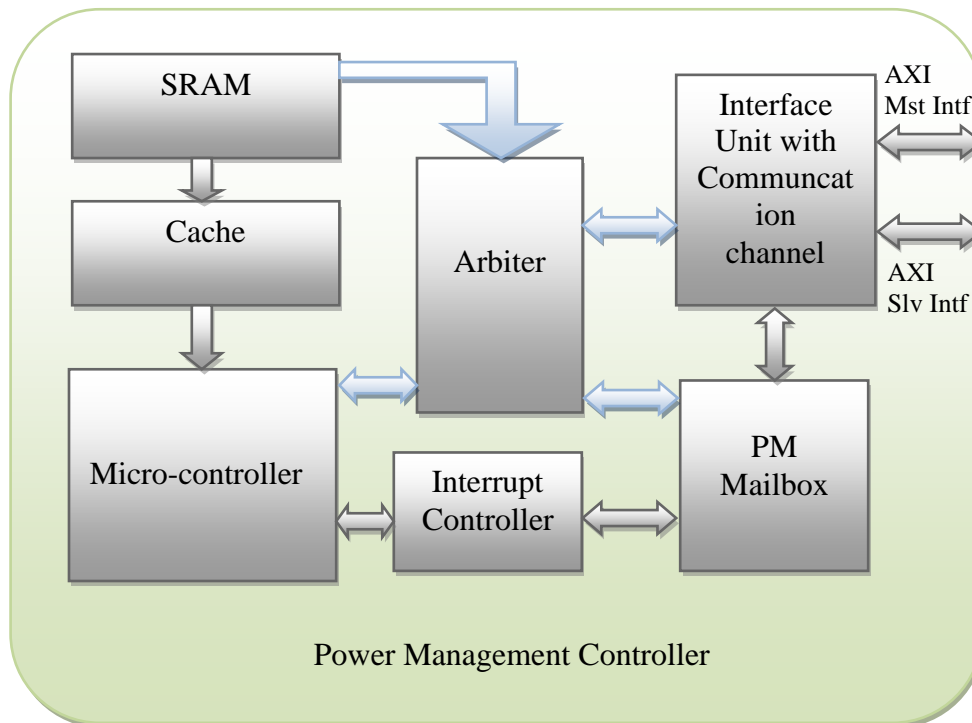 SRAM
Cache
Micro-controller
Arbiter
Interrupt
Controller
Interface
Unit with
Communcat
ion
channel
AXI
Mst Intf
AXI
Slv Intf
PM
Mailbox
Power Management Controller